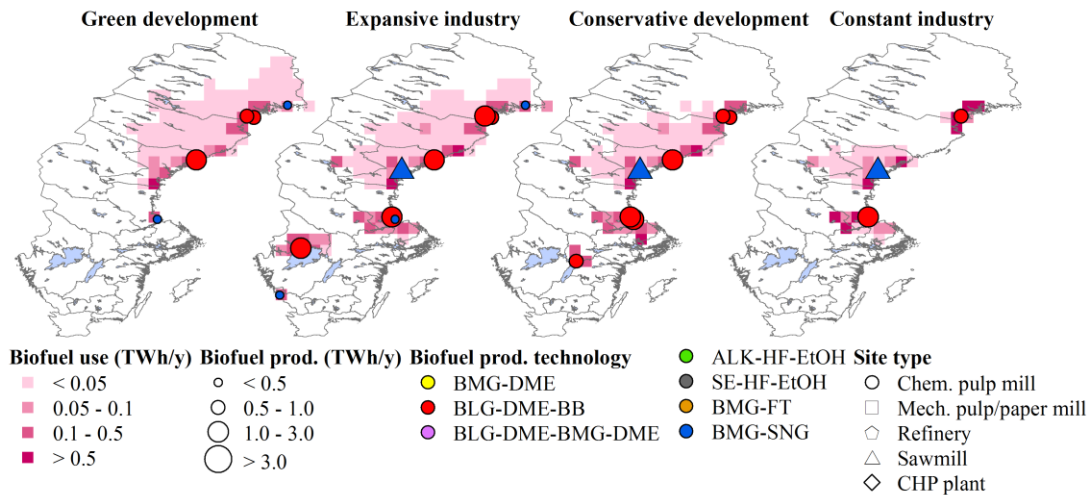 Green development
Expansive industry
Conservative development
Constant industry
Biofuel use (TWh/y)
< 0.05
0.05 - 0.1
0.1 - 0.5
> 0.5
Biofuel prod. (TWh/y)
< 0.5
0.5 - 1.0
1.0 - 3.0
> 3.0
Biofuel prod. technology
BMG-DME
BLG-DME-BB
BLG-DME-BMG-DME
ALK-HF-EtOH
SE-HF-EtOH
BMG-FT
BMG-SNG
Site type
Chem. pulp mill
Mech. pulp/paper mill
Refinery
Sawmill
CHP plant